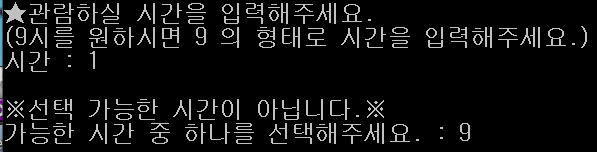 ★관람하실 시간을 입력해주세요.
(9시를 원하시면 9 의 형태로 시간을 입력해주세요.)
시간 : 1
※선택 가능한 시간이 아닙니다.※
가능한 시간 중 하나를 선택해주세요. : 9